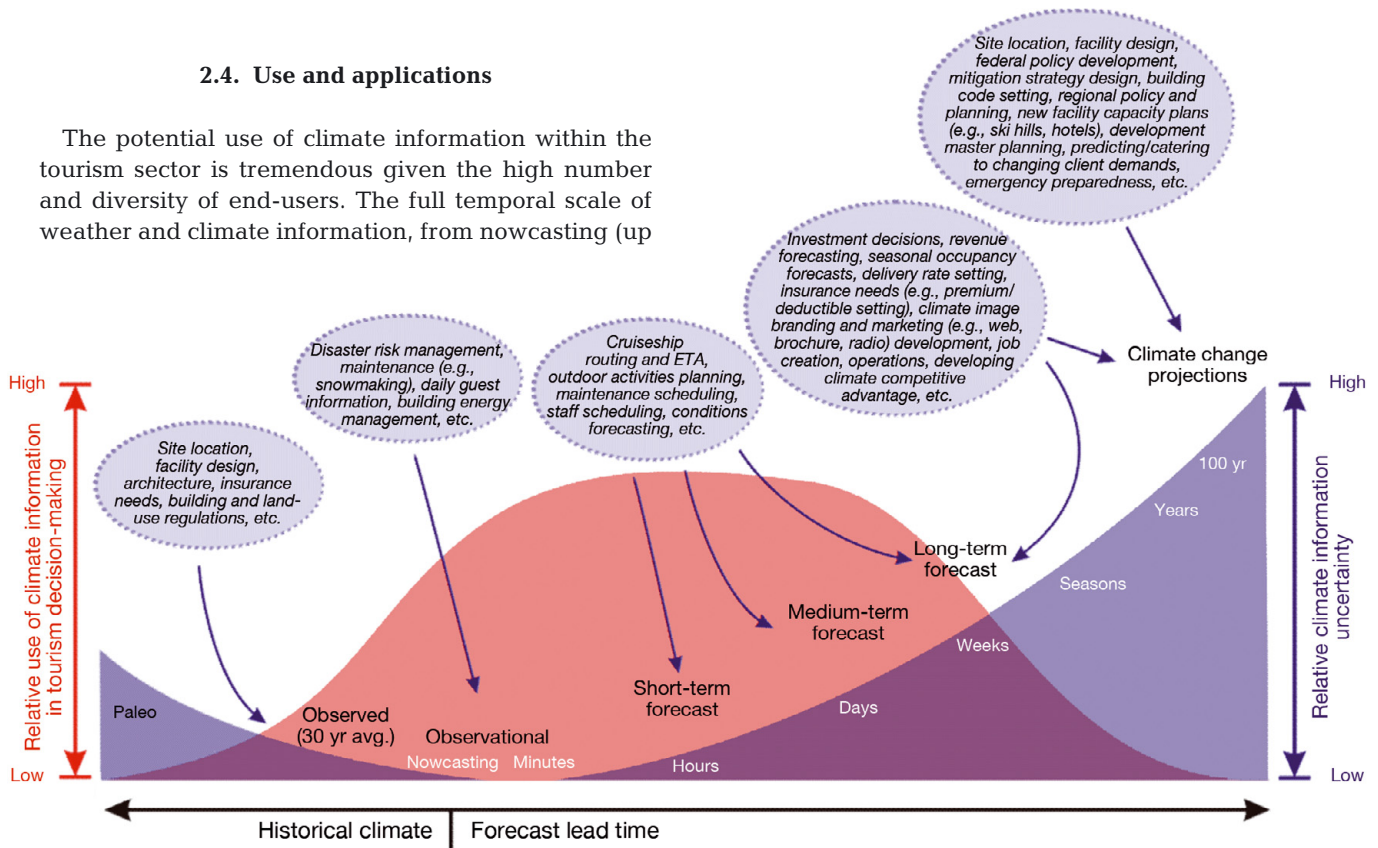 2.4. Use and applications
The potential use of climate information within the
tourism sector is tremendous given the high number
and diversity of end-users. The full temporal scale of
weather and climate information, from nowcasting (up
Site location, facility design,
federal policy development,
mitigation strategy design, building
code setting, regional policy and
planning, new facility capacity plans
(e.g., ski hills, hotels), development
master planning, predicting/catering
to changing client demands,
emergency preparedness, etc.
Investment decisions, revenue
forecasting, seasonal occupancy
forecasts, delivery rate setting,
insurance needs (e.g., premium/
deductible setting), climate image
branding and marketing (e.g., web,
brochure, radio) development, job
creation, operations, developing
climate competitive
advantage, etc.
Cruiseship
routing and ETA,
outdoor activities planning,
maintenance scheduling,
staff scheduling, conditions
forecasting, etc.
Disaster risk management,
maintenance (e.g.,
snowmaking), daily guest
information, building energy
management, etc.
Site location,
facility design,
architecture, insurance
needs, building and land-
use regulations, etc.
High
Relative use of climate information
in tourism decision-making
Low
Paleo
Observed
(30 yr avg.)
Observational
Nowcasting
Minutes
Short-term
forecast
Hours
Medium-term
forecast
Days
Long-term
forecast
Weeks
Seasons
Years
100 yr
Climate change
projections
High
Relative climate information
uncertainty
Low
Historical climate
Forecast lead time